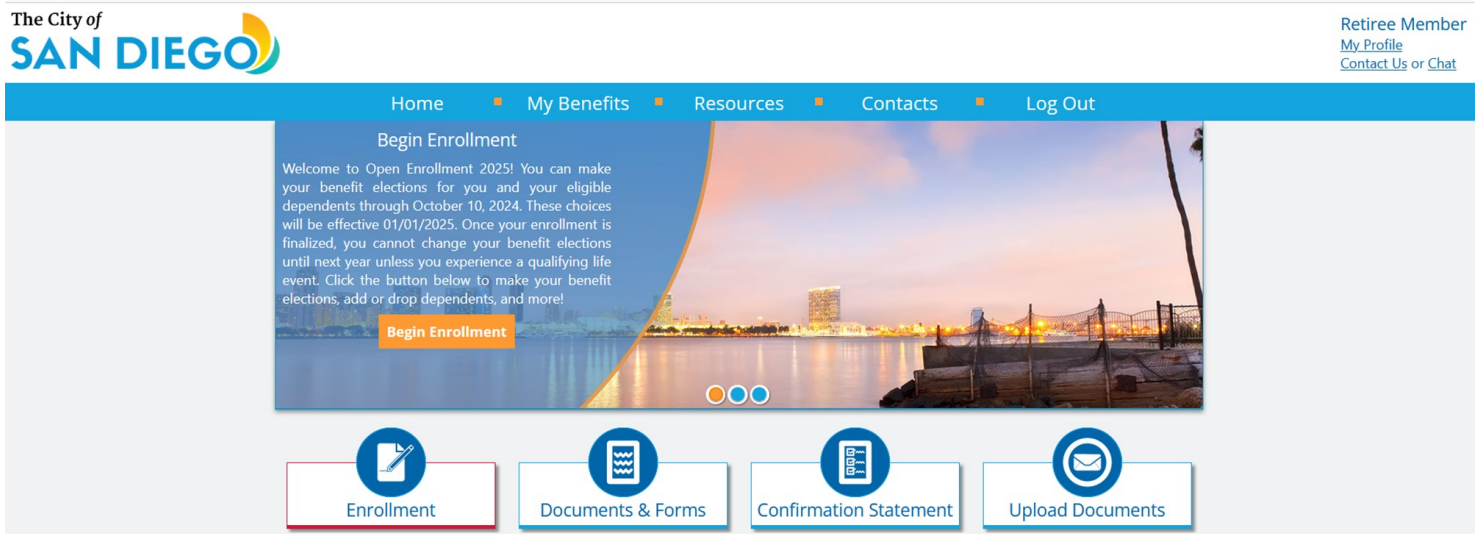 The City of
SAN DIEGO
Retiree Member
My Profile
Contact Us or Chat
Home My Benefits Resources Contacts Log Out
Begin Enrollment
Welcome to Open Enrollment 2025! You can make
your benefit elections for you and your eligible
dependents through October 10, 2024. These choices
will be effective 01/01/2025. Once your enrollment is
finalized, you cannot change your benefit elections
until next year unless you experience a qualifying life
event. Click the button below to make your benefit
elections, add or drop dependents, and more!
Begin Enrollment
Enrollment
Documents & Forms
Confirmation Statement
Upload Documents